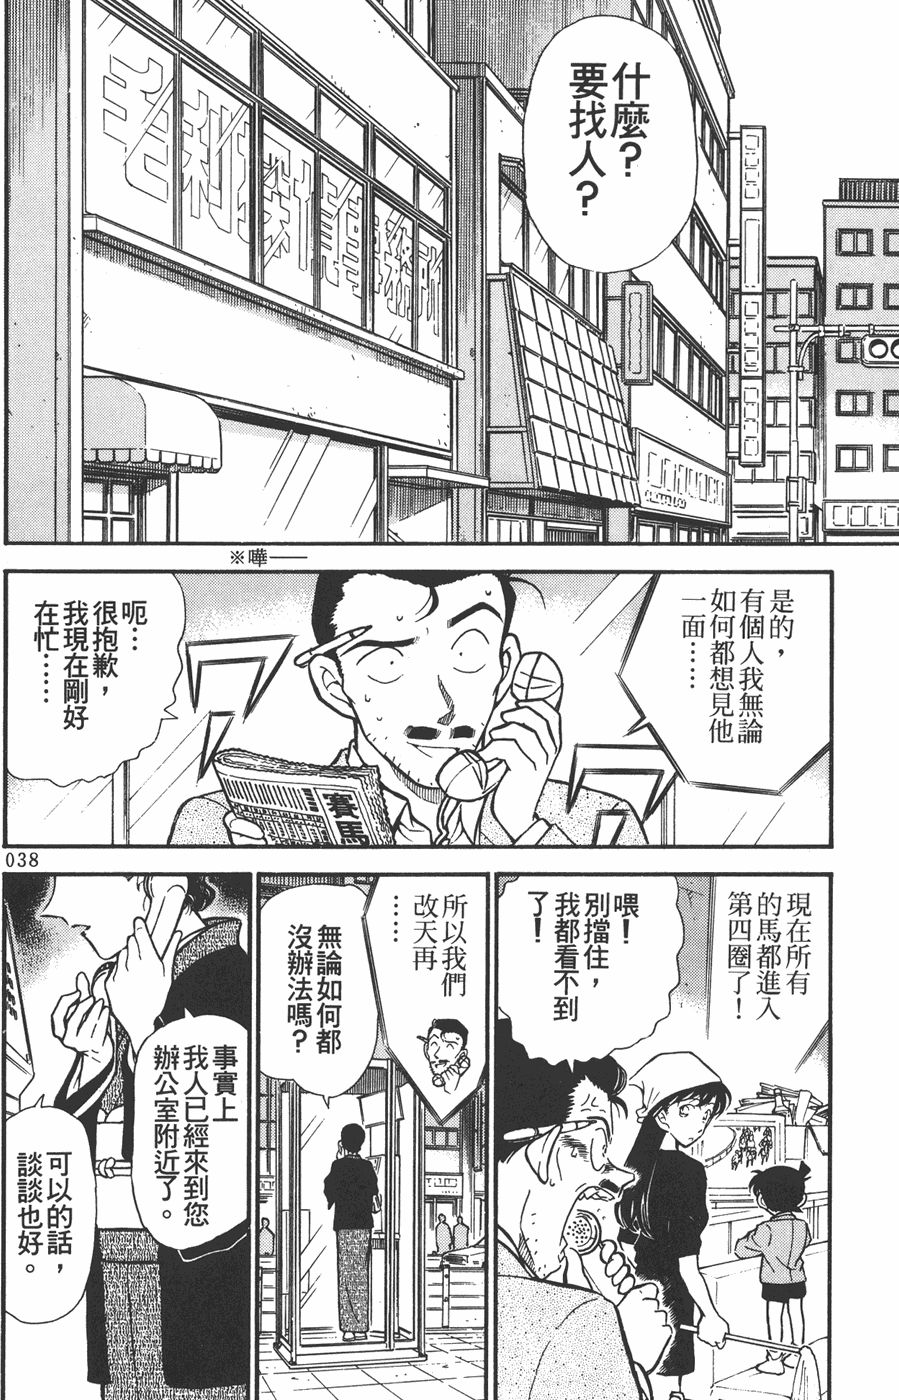 什麼?
要找人?
毛利偵探事務所
※嘩——
是的，
有個人我無論
如何都想見他
一面……
呃…
很抱歉，
我現在剛好
在忙……
賽馬
038
現在所有
的馬都進入
第四圈了!
喂!
別擋住，
我都看不到
了!
所以我們
改天再
……
無論如何都
沒辦法嗎?
事實上
我人已經來到您
辦公室附近了。
可以的話，
談談也好。